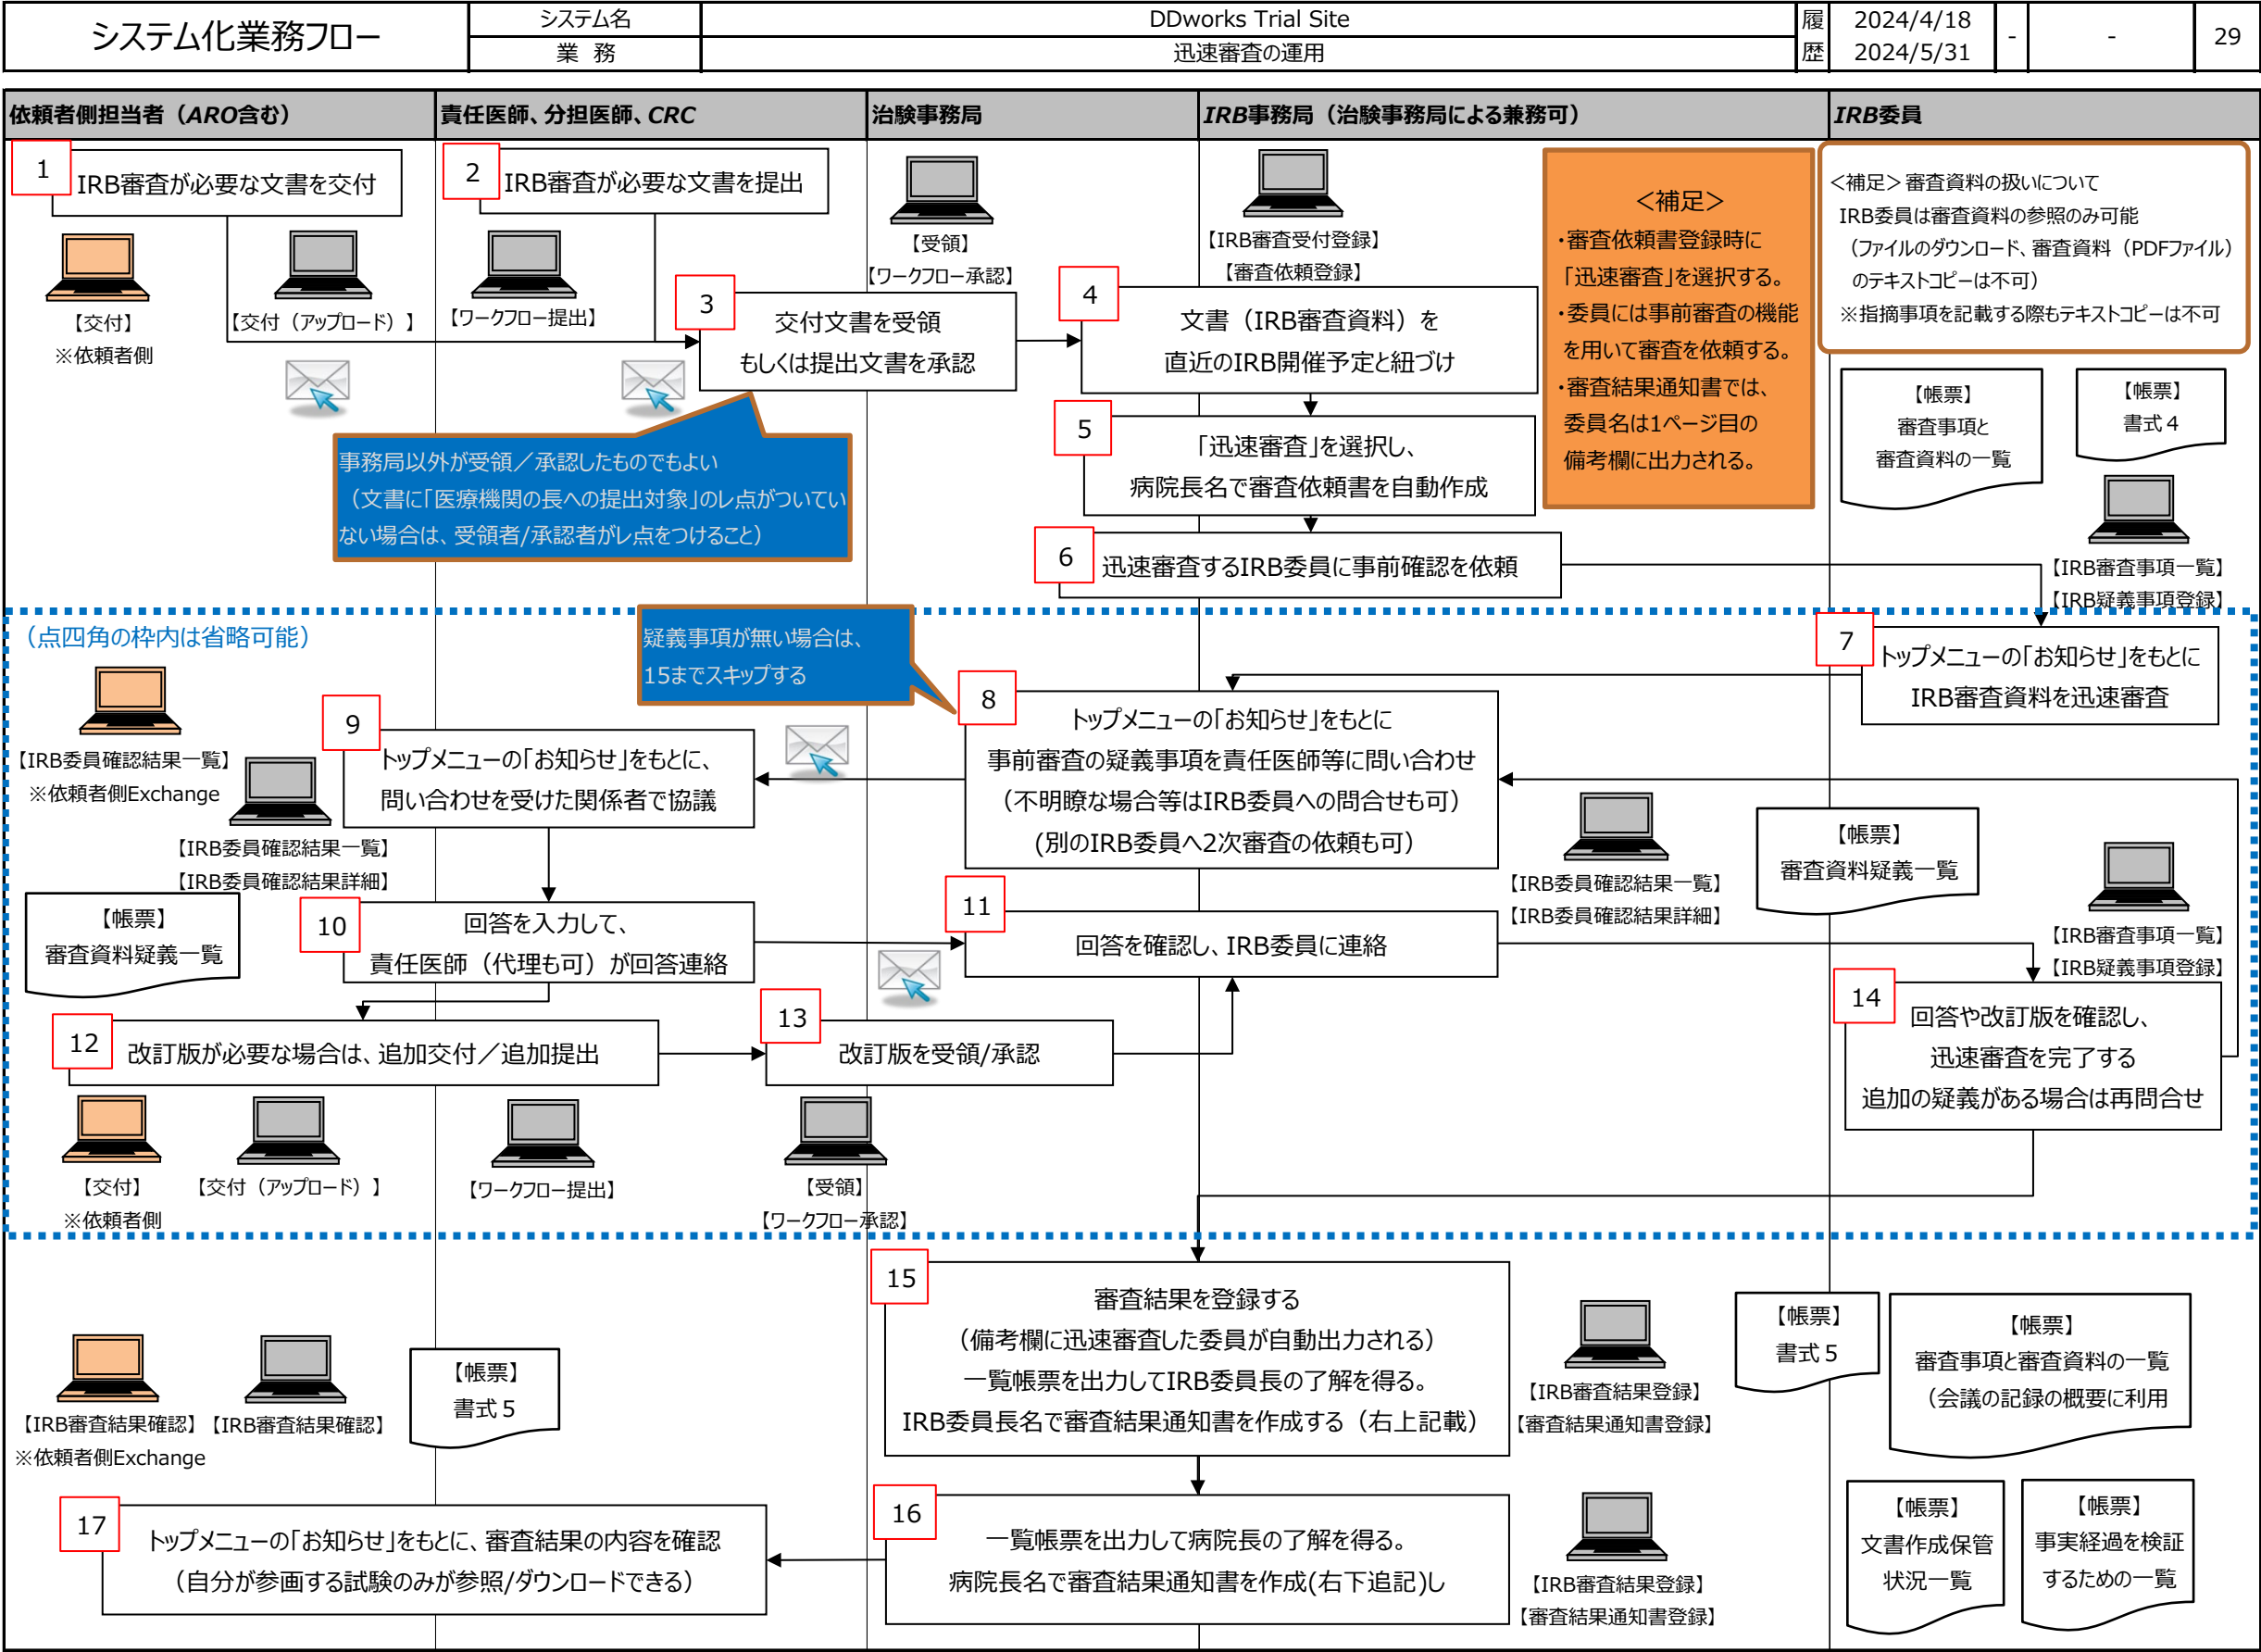 システム化業務フロー
システム名
DDworks Trial Site
業 務
迅速審査の運用
履
歴
2024/4/18
2024/5/31
-
-
29
依頼者側担当者（ARO含む）
責任医師、分担医師、CRC
治験事務局
IRB事務局（治験事務局による兼務可）
IRB委員
1
IRB審査が必要な文書を交付
【交付】
※依頼者側
【交付（アップロード）】
2
IRB審査が必要な文書を提出
【ワークフロー提出】
【受領】
【ワークフロー承認】
3
交付文書を受領
もしくは提出文書を承認
事務局以外が受領／承認したものでもよい
（文書に「医療機関の長への提出対象」のレ点がついてい
ない場合は、受領者/承認者がレ点をつけること）
【IRB審査受付登録】
【審査依頼登録】
4
文書（IRB審査資料）を
直近のIRB開催予定と紐づけ
5
「迅速審査」を選択し、
病院長名で審査依頼書を自動作成
6
迅速審査するIRB委員に事前確認を依頼
＜補足＞
・審査依頼書登録時に
「迅速審査」を選択する。
・委員には事前審査の機能
を用いて審査を依頼する。
・審査結果通知書では、
委員名は1ページ目の
備考欄に出力される。
＜補足＞審査資料の扱いについて
IRB委員は審査資料の参照のみ可能
（ファイルのダウンロード、審査資料（PDFファイル）
のテキストコピーは不可）
※指摘事項を記載する際もテキストコピーは不可
【帳票】
審査事項と
審査資料の一覧
【帳票】
書式４
【IRB審査事項一覧】
【IRB疑義事項登録】
（点四角の枠内は省略可能）
疑義事項が無い場合は、
15までスキップする
7
トップメニューの「お知らせ」をもとに
IRB審査資料を迅速審査
8
トップメニューの「お知らせ」をもとに
事前審査の疑義事項を責任医師等に問い合わせ
（不明瞭な場合等はIRB委員への問合せも可）
(別のIRB委員へ2次審査の依頼も可）
【IRB委員確認結果一覧】
※依頼者側Exchange
【IRB委員確認結果一覧】
【IRB委員確認結果詳細】
9
トップメニューの「お知らせ」をもとに、
問い合わせを受けた関係者で協議
【IRB委員確認結果一覧】
【IRB委員確認結果詳細】
【帳票】
審査資料疑義一覧
【帳票】
審査資料疑義一覧
10
回答を入力して、
責任医師（代理も可）が回答連絡
11
回答を確認し、IRB委員に連絡
【IRB審査事項一覧】
【IRB疑義事項登録】
12
改訂版が必要な場合は、追加交付／追加提出
13
改訂版を受領/承認
14
回答や改訂版を確認し、
迅速審査を完了する
追加の疑義がある場合は再問合せ
【交付】
※依頼者側
【交付（アップロード）】
【ワークフロー提出】
【受領】
【ワークフロー承認】
15
審査結果を登録する
（備考欄に迅速審査した委員が自動出力される）
一覧帳票を出力してIRB委員長の了解を得る。
IRB委員長名で審査結果通知書を作成する（右上記載）
【IRB審査結果登録】
【審査結果通知書登録】
【帳票】
書式５
【帳票】
審査事項と審査資料の一覧
（会議の記録の概要に利用
【IRB審査結果確認】
※依頼者側Exchange
【IRB審査結果確認】
【帳票】
書式５
16
一覧帳票を出力して病院長の了解を得る。
病院長名で審査結果通知書を作成(右下追記)し
【IRB審査結果登録】
【審査結果通知書登録】
17
トップメニューの「お知らせ」をもとに、審査結果の内容を確認
（自分が参画する試験のみが参照/ダウンロードできる）
【帳票】
文書作成保管
状況一覧
【帳票】
事実経過を検証
するための一覧